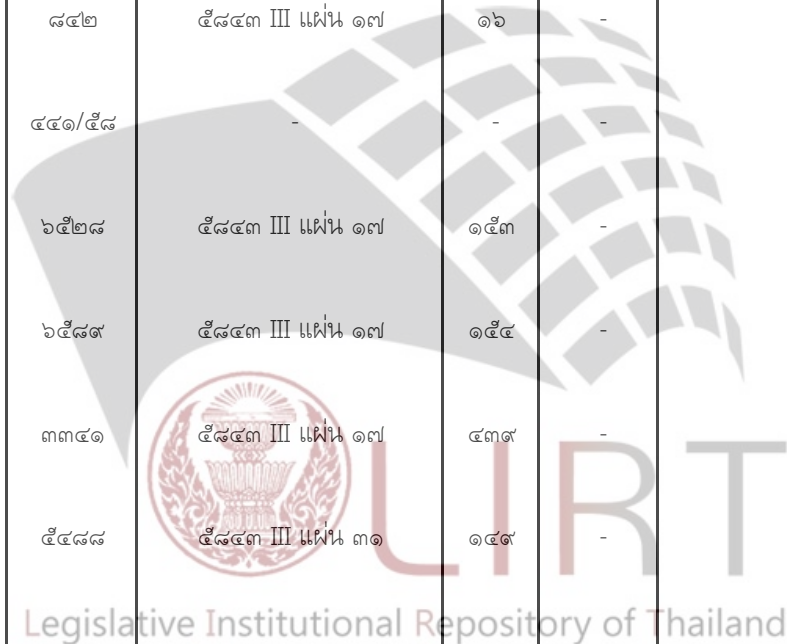 ๘๔๒ ๕๘๔๓ III แผ่น ๑๗ ๑๖ -
๔๔๑/๕๘ - - -
๖๕๒๘ ๕๘๔๓ III แผ่น ๑๗ ๑๕๓ -
๖๕๘๙ ๕๘๔๓ III แผ่น ๑๗ ๑๕๔ -
๓๓๔๑ ๕๘๔๓ III แผ่น ๑๗ ๔๓๙ -
๕๔๘๘ ๕๘๔๓ III แผ่น ๓๑ ๑๔๙ -
LIRT
Legislative Institutional Repository of Thailand